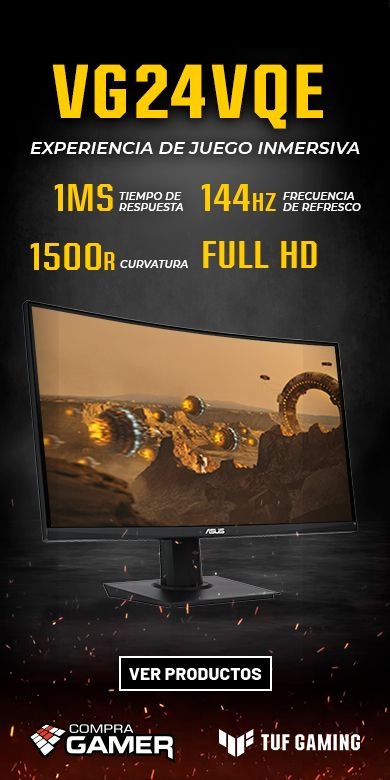 VG24VQE
EXPERIENCIA DE JUEGO INMERSIVA
1MS TIEMPO DE RESPUESTA
144HZ FRECUENCIA DE REFRESCO
1500R CURVATURA
FULL HD
ASUS
VER PRODUCTOS
COMPRA GAMER
TUF GAMING